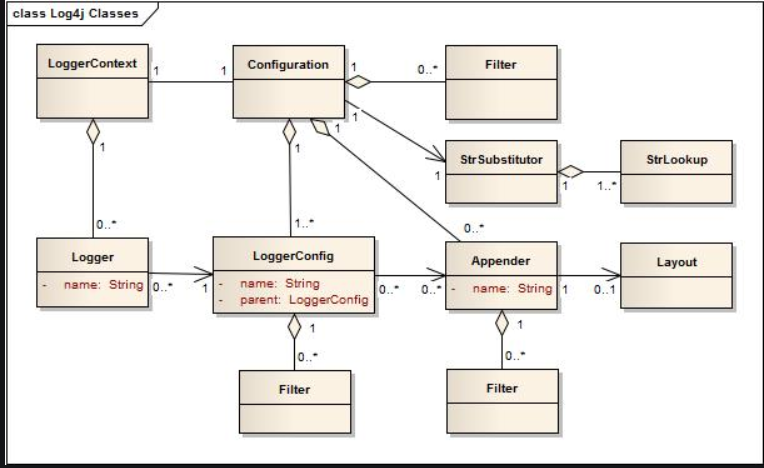 class Log4j Classes
LoggerContext
Configuration
Filter
1
1
1
0..*
1
1
1
1
1
StrSubstitutor
StrLookup
1
1..*
0..*
1..*
0..*
Logger
- name: String
LoggerConfig
- name: String
- parent: LoggerConfig
Appender
- name: String
Layout
0..*
1
0..*
0..*
1
0..1
1
0..*
1
0..*
Filter
Filter